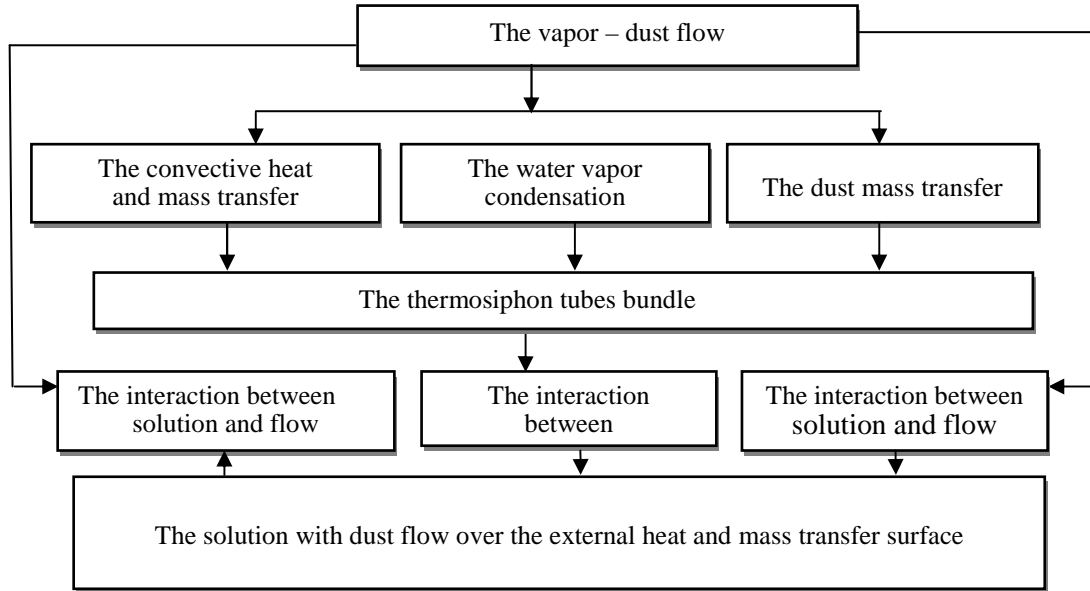 The vapor – dust flow
The convective heat
and mass transfer
The water vapor
condensation
The dust mass transfer
The thermosiphon tubes bundle
The interaction between
solution and flow
The interaction
between
The interaction between
solution and flow
The solution with dust flow over the external heat and mass transfer surface